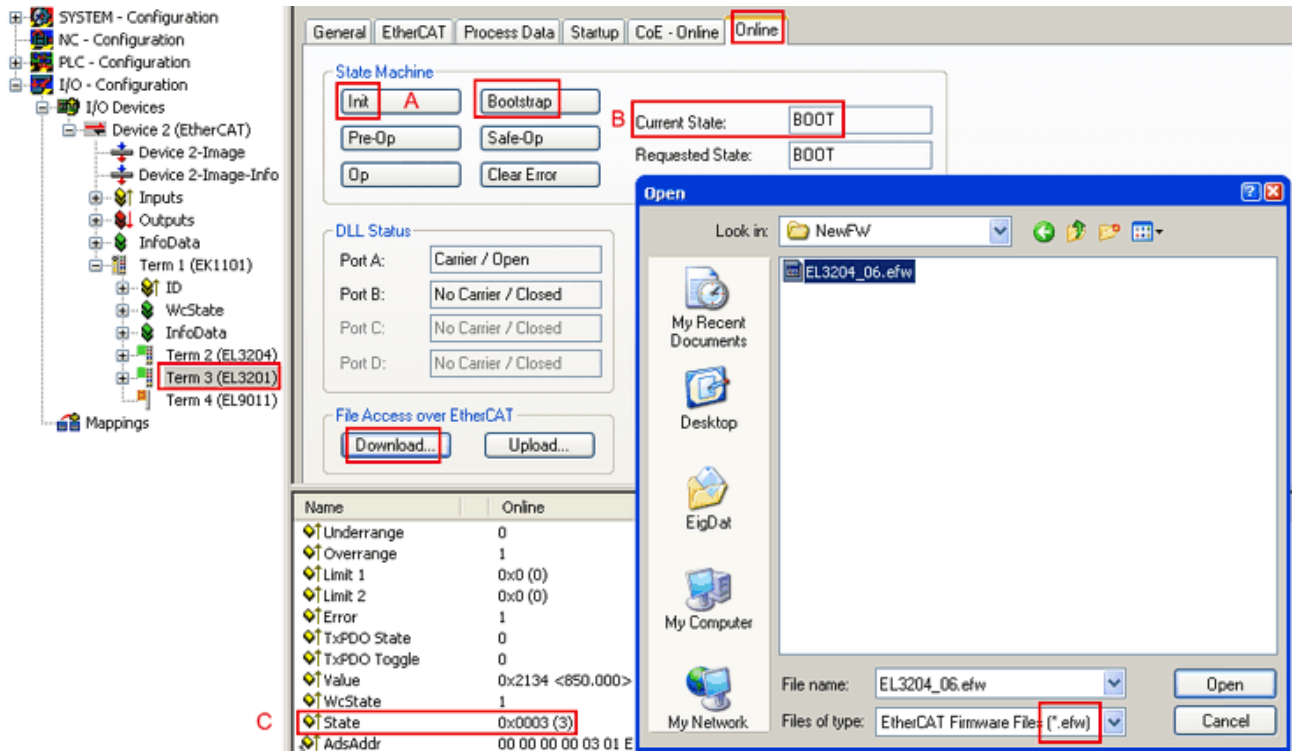 SYSTEM - Configuration
NC - Configuration
PLC - Configuration
I/O - Configuration
I/O Devices
Device 2 (EtherCAT)
Device 2-Image
Device 2-Image-Info
Inputs
Outputs
InfoData
Term 1 (EK1101)
ID
WcState
InfoData
Term 2 (EL3204)
Term 3 (EL3201)
Term 4 (EL9011)
Mappings
General EtherCAT Process Data Startup CoE - Online Online
State Machine
Init A Bootstrap
Pre-Op Safe-Op
Op Clear Error
B Current State: BOOT
Requested State: BOOT
DLL Status
Port A: Carrier / Open
Port B: No Carrier / Closed
Port C: No Carrier / Closed
Port D: No Carrier / Closed
File Access over EtherCAT
Download... Upload...
Name Online
Underrange 0
Overrange 1
Limit 1 0x0 (0)
Limit 2 0x0 (0)
Error 1
TxPDO State 0
TxPDO Toggle 0
Value 0x2134 <850.000>
WcState 1
C State 0x0003 (3)
AdsAddr 00 00 00 00 03 01 E
Open
Look in: NewFW
EL3204_06.efw
My Recent
Documents
Desktop
EigDat
My Computer
My Network
File name: EL3204_06.efw Open
Files of type: EtherCAT Firmware Files (*.efw) Cancel